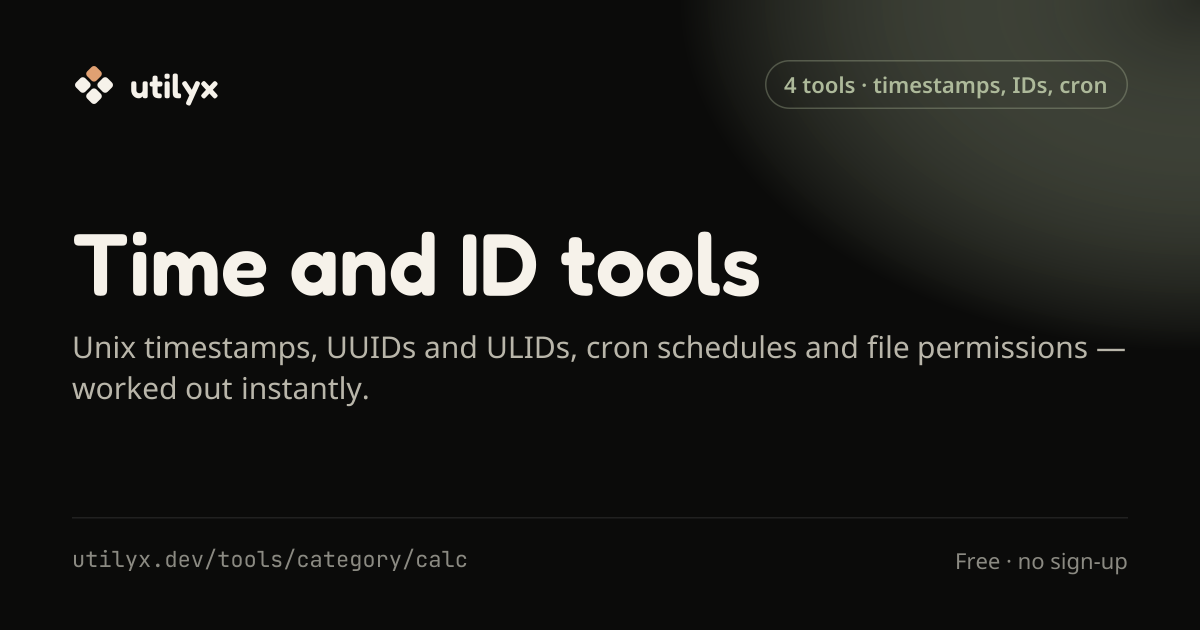 utilyx
4 tools · timestamps, IDs, cron
Time and ID tools
Unix timestamps, UUIDs and ULIDs, cron schedules and file permissions —
worked out instantly.
utilyx.dev/tools/category/calc
Free · no sign-up